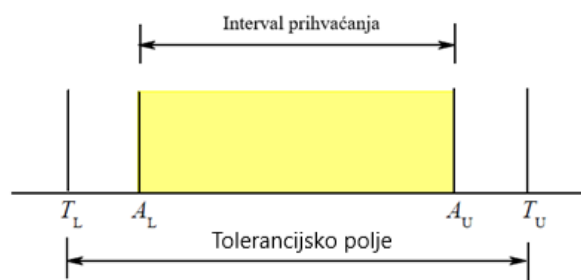 Interval prihvaćanja
T_L A_L A_U T_U
Tolerancijsko polje